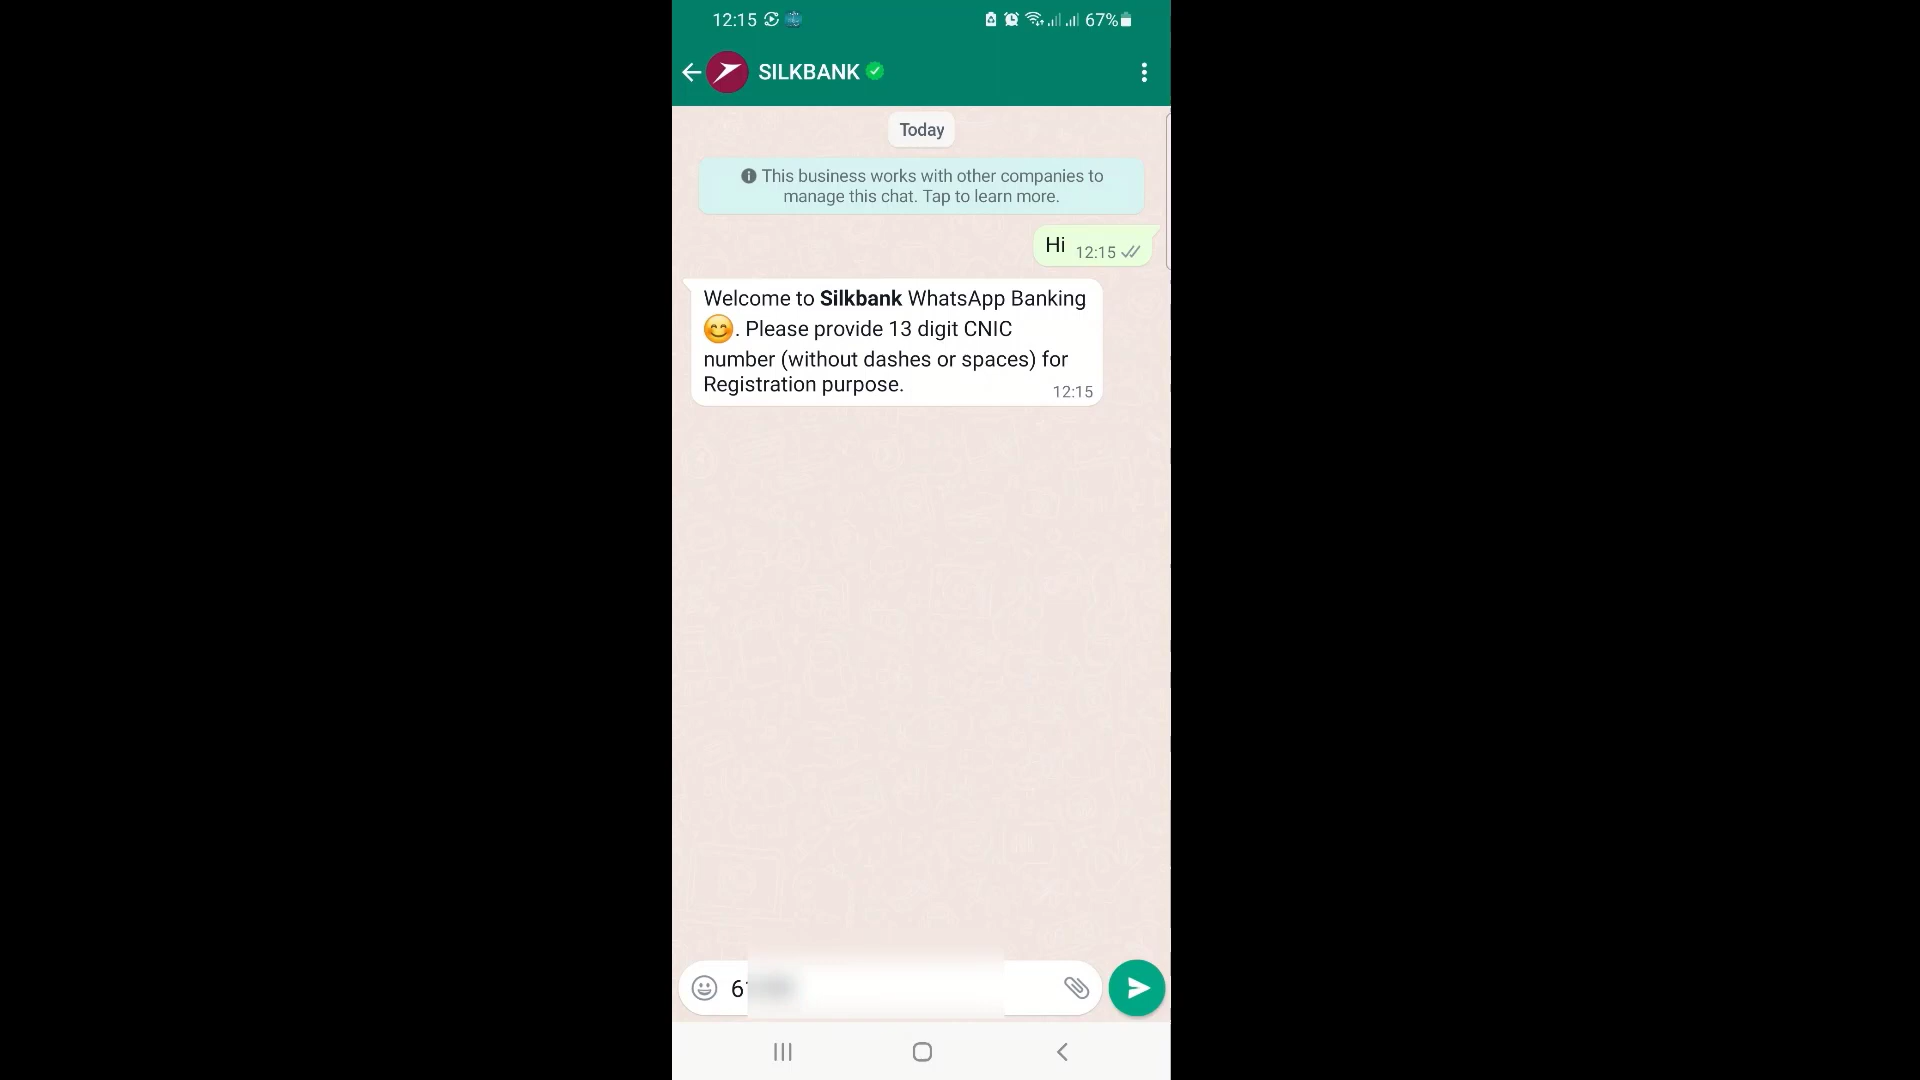 12:15
67%
SILKBANK
Today
This business works with other companies to
manage this chat. Tap to learn more.
Hi 12:15
Welcome to Silkbank WhatsApp Banking
😊. Please provide 13 digit CNIC
number (without dashes or spaces) for
Registration purpose.
12:15
6